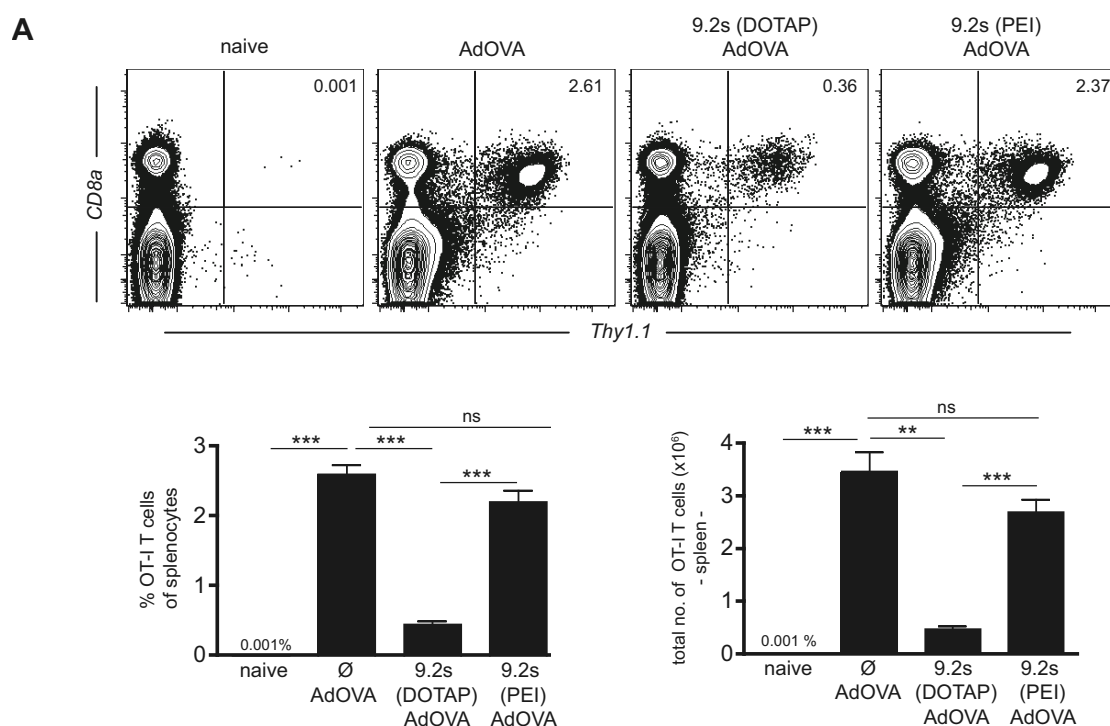 A
naive
AdOVA
9.2s (DOTAP)
AdOVA
9.2s (PEI)
AdOVA
0.001
2.61
0.36
2.37
CD8a
Thy1.1
ns
***
***
***
3
2
1
0
% OT-I T cells
of splenocytes
0.001%
naive
Ø
AdOVA
9.2s
(DOTAP)
AdOVA
9.2s
(PEI)
AdOVA
ns
***
**
***
4
3
2
1
0
total no. of OT-I T cells (x10⁶)
- spleen -
0.001 %
naive
Ø
AdOVA
9.2s
(DOTAP)
AdOVA
9.2s
(PEI)
AdOVA